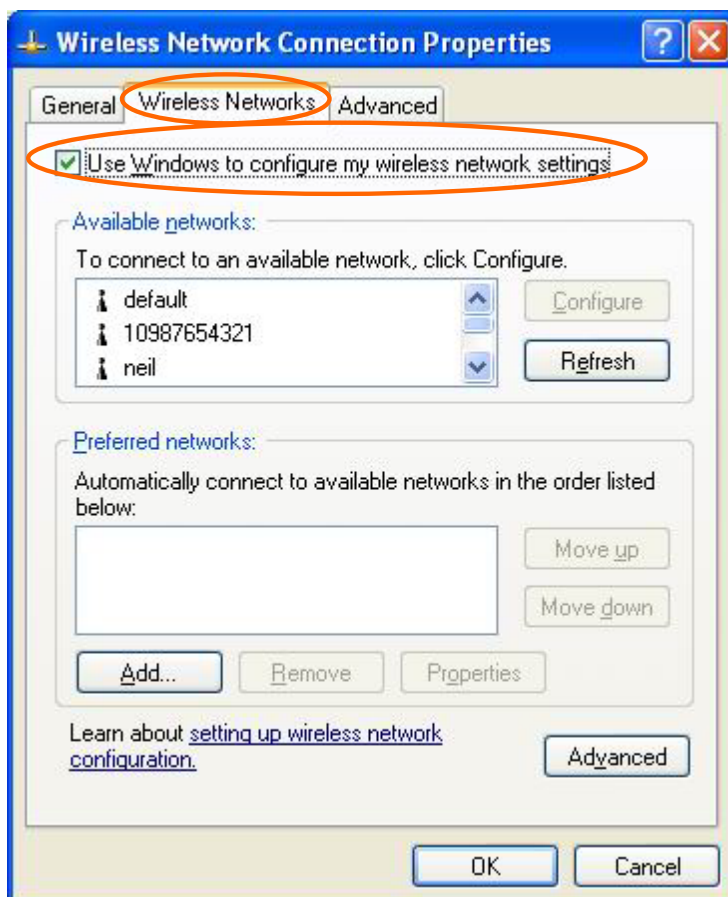 Wireless Network Connection Properties
General Wireless Networks Advanced
Use Windows to configure my wireless network settings
Available networks:
To connect to an available network, click Configure.
default
10987654321
neil
Configure
Refresh
Preferred networks:
Automatically connect to available networks in the order listed
below:
Move up
Move down
Add... Remove Properties
Learn about setting up wireless network
configuration.
Advanced
OK Cancel